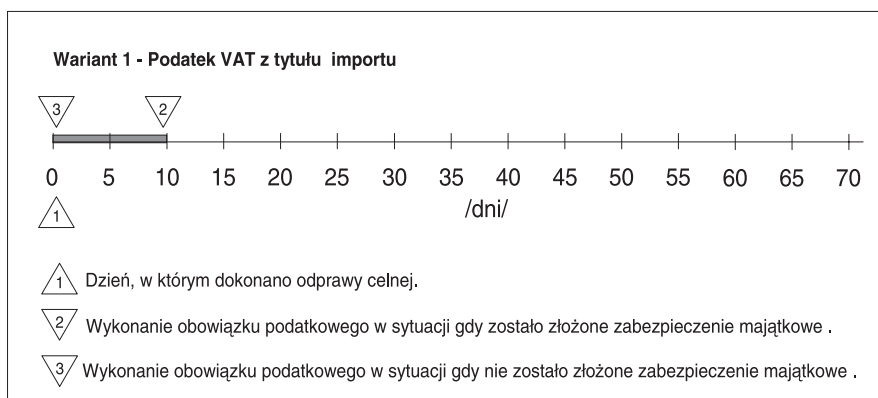 Wariant 1 - Podatek VAT z tytułu importu
3 2
0 5 10 15 20 25 30 35 40 45 50 55 60 65 70
1 /dni/
1 Dzień, w którym dokonano odprawy celnej.
2 Wykonanie obowiązku podatkowego w sytuacji gdy zostało złożone zabezpieczenie majątkowe .
3 Wykonanie obowiązku podatkowego w sytuacji gdy nie zostało złożone zabezpieczenie majątkowe .